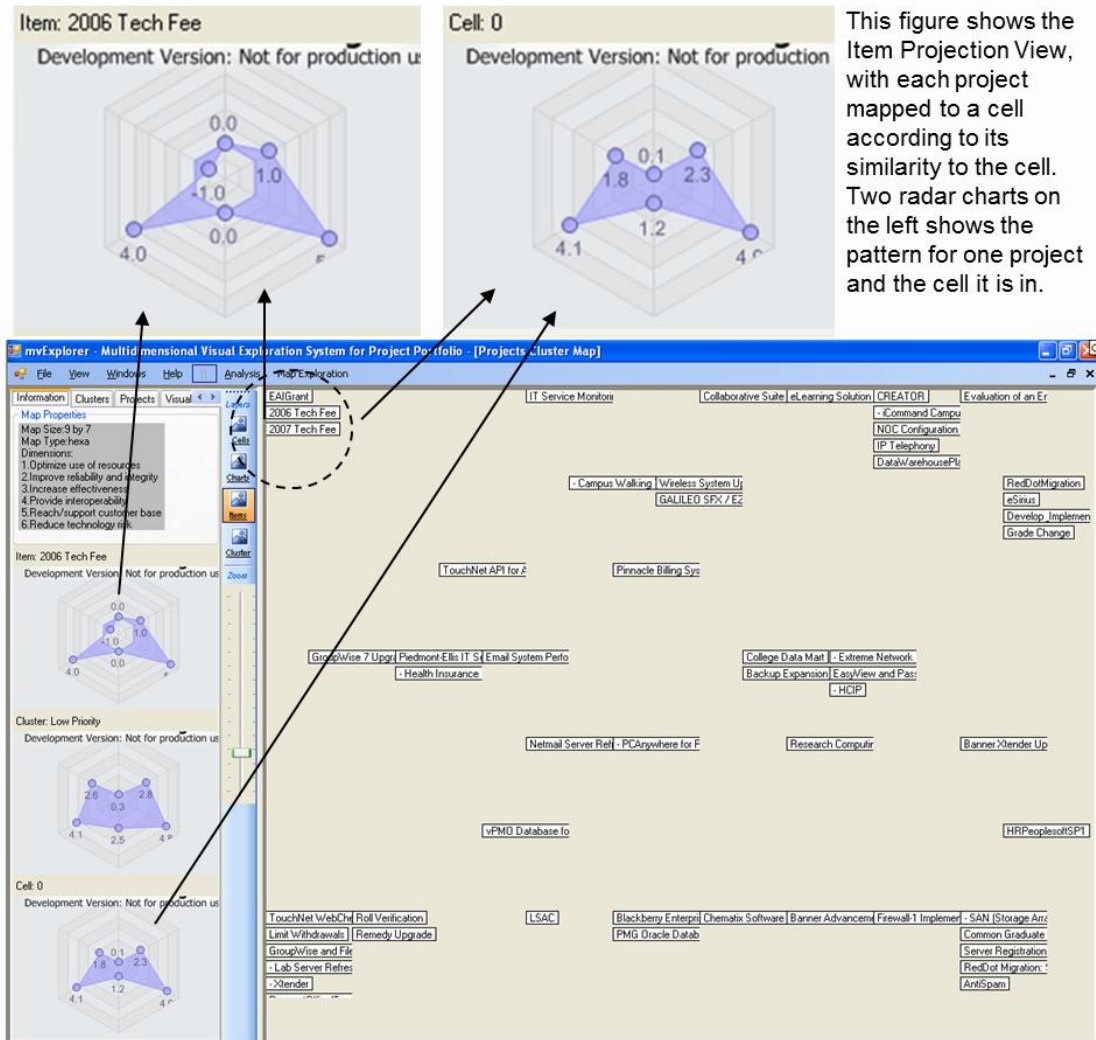 Item: 2006 Tech Fee
Development Version: Not for production us
0.0
1.0
-1.0
0.0
4.0
Cell: 0
Development Version: Not for production
0.1
2.3
1.8
1.2
4.1
This figure shows the
Item Projection View,
with each project
mapped to a cell
according to its
similarity to the cell.
Two radar charts on
the left shows the
pattern for one project
and the cell it is in.
mvExplorer - Multidimensional Visual Exploration System for Project Portfolio - [Projects Cluster Map]
File View Windows Help Analysis Map Exploration
Information Clusters Projects Visual
Map Properties
Map Size:9 by 7
Map Type:hexa
Dimensions:
1.Optimize use of resources
2.Improve reliability and integrity
3.Increase effectiveness
4.Provide interoperability
5.Reach/support customer base
6.Reduce technology risk
Item: 2006 Tech Fee
Development Version: Not for production us
0.0
1.0
-1.0
0.0
4.0
Cluster: Low Priority
Development Version: Not for production us
2.6
2.8
0.3
4.1
2.5
Cell: 0
Development Version: Not for production us
0.1
1.8
2.3
1.2
4.1
Layers
Cells
Charts
Items
Cluster
Zoom
EAIGrant
2006 Tech Fee
2007 Tech Fee
IT Service Monitorin
Collaborative Suite
eLearning Solution
CREATOR
- iCommand Campu
NOC Configuration
IP Telephony
DataWarehousePla
Evaluation of an Er
- Campus Walking
Wireless System Up
GALILEO SFX / EZ
RedDotMigration
eSirius
Develop_Implemen
Grade Change
TouchNet API for A
Pinnacle Billing Sys
GroupWise 7 Upgra
Piedmont-Ellis IT Se
- Health Insurance
Email System Perfo
College Data Mart
Backup Expansion
- Extreme Network
EasyView and Pass
- HCIP
Netmail Server Refr
- PCAnywhere for F
Research Computin
Banner Xtender Up
vPMO Database fo
HRPeoplesoftSP1
TouchNet WebChe
Limit Withdrawals
GroupWise and File
- Lab Server Refres
- Xtender
Roll Verification
Remedy Upgrade
LSAC
Blackberry Enterpri
PMG Oracle Datab
Chematix Software
Banner Advanceme
Firewall-1 Implemer
- SAN (Storage Area
Common Graduate
Server Registration
RedDot Migration:
AntiSpam